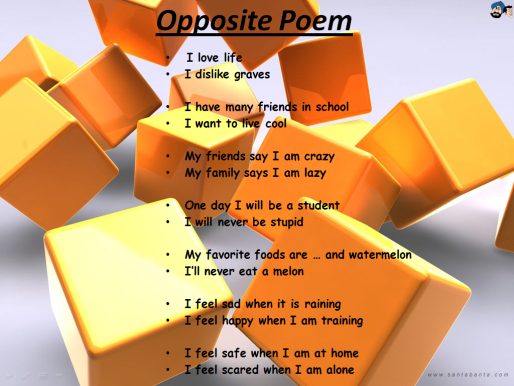 Opposite Poem
• I love life
• I dislike graves
• I have many friends in school
• I want to live cool
• My friends say I am crazy
• My family says I am lazy
• One day I will be a student
• I will never be stupid
• My favorite foods are … and watermelon
• I'll never eat a melon
• I feel sad when it is raining
• I feel happy when I am training
• I feel safe when I am at home
• I feel scared when I am alone
www.santabanta.com